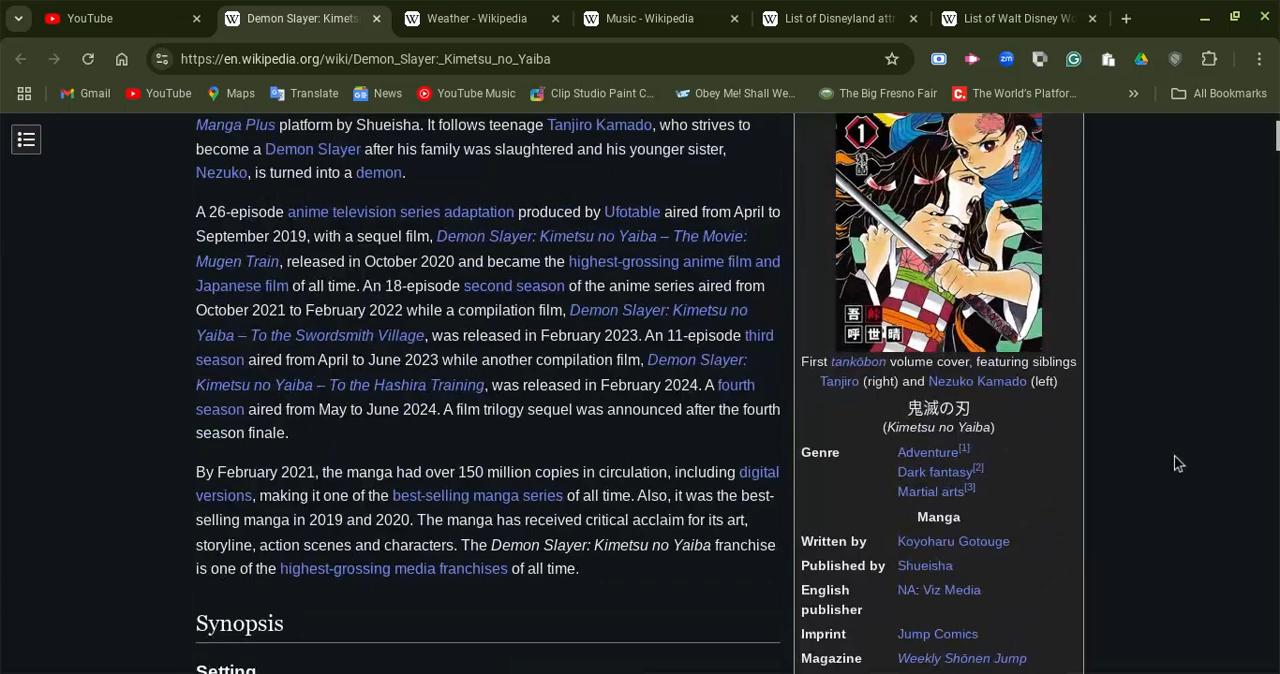 YouTube
Demon Slayer: Kimets
Weather - Wikipedia
Music - Wikipedia
List of Disneyland att
List of Walt Disney Wo
https://en.wikipedia.org/wiki/Demon_Slayer:_Kimetsu_no_Yaiba
Gmail
YouTube
Maps
Translate
News
YouTube Music
Clip Studio Paint C...
Obey Me! Shall We...
The Big Fresno Fair
The World's Platfor...
All Bookmarks
Manga Plus platform by Shueisha. It follows teenage Tanjiro Kamado, who strives to
become a Demon Slayer after his family was slaughtered and his younger sister,
Nezuko, is turned into a demon.
A 26-episode anime television series adaptation produced by Ufotable aired from April to
September 2019, with a sequel film, Demon Slayer: Kimetsu no Yaiba – The Movie:
Mugen Train, released in October 2020 and became the highest-grossing anime film and
Japanese film of all time. An 18-episode second season of the anime series aired from
October 2021 to February 2022 while a compilation film, Demon Slayer: Kimetsu no
Yaiba – To the Swordsmith Village, was released in February 2023. An 11-episode third
season aired from April to June 2023 while another compilation film, Demon Slayer:
Kimetsu no Yaiba – To the Hashira Training, was released in February 2024. A fourth
season aired from May to June 2024. A film trilogy sequel was announced after the fourth
season finale.
By February 2021, the manga had over 150 million copies in circulation, including digital
versions, making it one of the best-selling manga series of all time. Also, it was the best-
selling manga in 2019 and 2020. The manga has received critical acclaim for its art,
storyline, action scenes and characters. The Demon Slayer: Kimetsu no Yaiba franchise
is one of the highest-grossing media franchises of all time.
Synopsis
Setting
1
吾峠
呼世晴
First tankōbon volume cover, featuring siblings
Tanjiro (right) and Nezuko Kamado (left)
鬼滅の刃
(Kimetsu no Yaiba)
Genre Adventure[1]
Dark fantasy[2]
Martial arts[3]
Manga
Written by Koyoharu Gotouge
Published by Shueisha
English NA: Viz Media
publisher
Imprint Jump Comics
Magazine Weekly Shōnen Jump